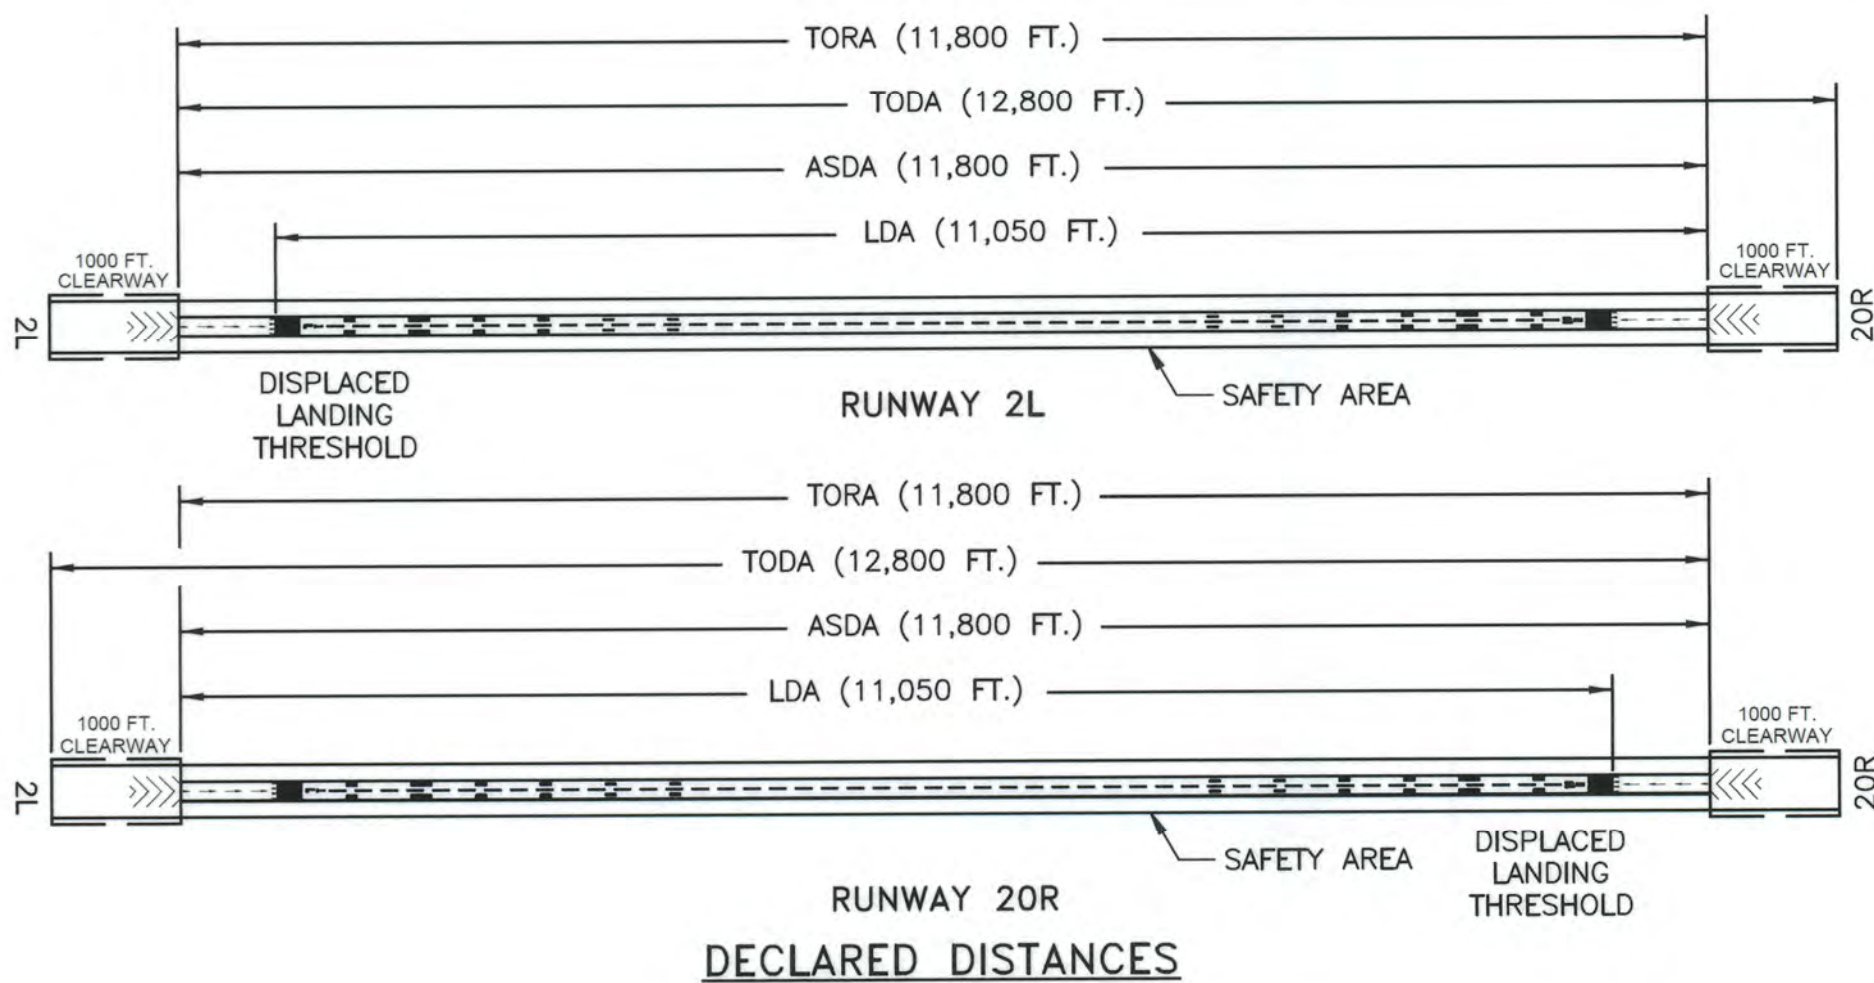 TORA (11,800 FT.)
TODA (12,800 FT.)
ASDA (11,800 FT.)
LDA (11,050 FT.)
1000 FT.
CLEARWAY
1000 FT.
CLEARWAY
2L
20R
DISPLACED
LANDING
THRESHOLD
RUNWAY 2L
SAFETY AREA
TORA (11,800 FT.)
TODA (12,800 FT.)
ASDA (11,800 FT.)
LDA (11,050 FT.)
1000 FT.
CLEARWAY
1000 FT.
CLEARWAY
2L
20R
SAFETY AREA
DISPLACED
LANDING
THRESHOLD
RUNWAY 20R
DECLARED DISTANCES